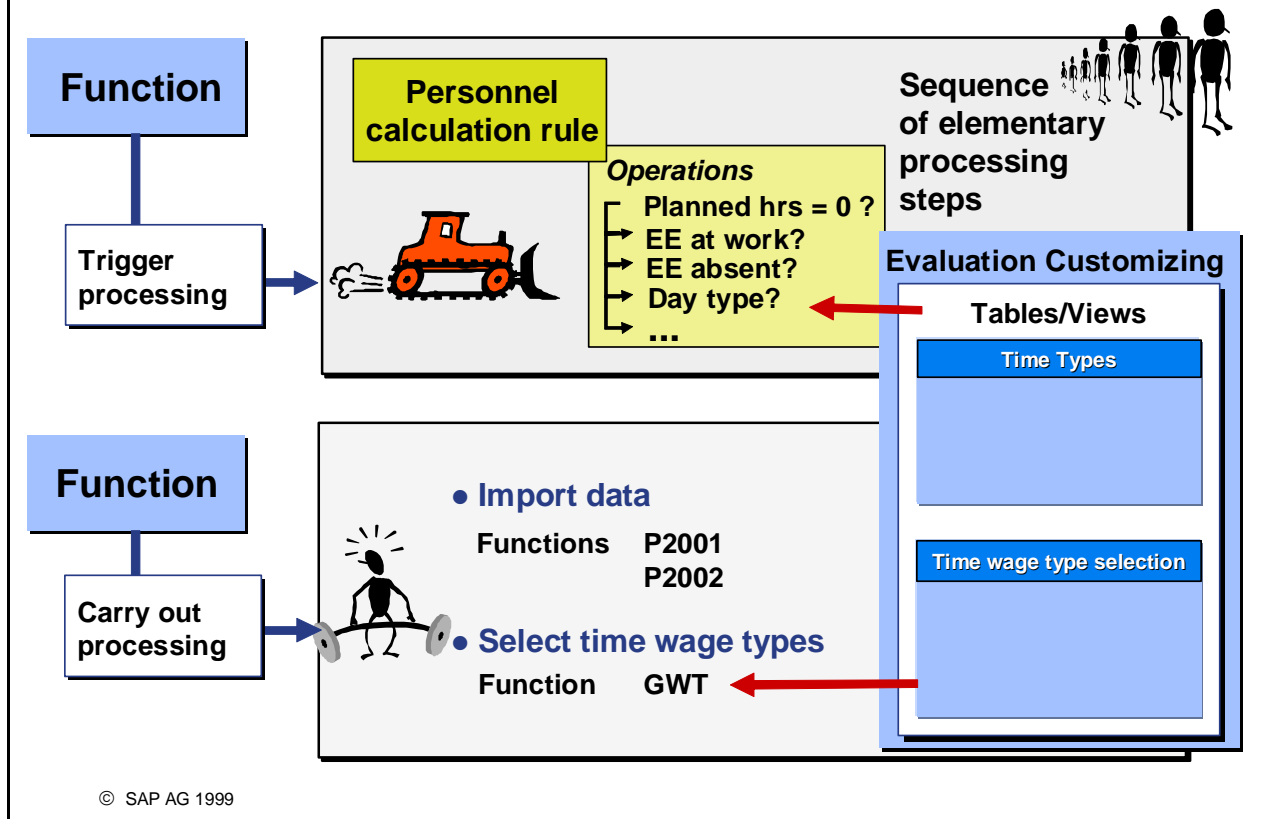 Function
Trigger
processing
Personnel
calculation rule
Operations
Planned hrs = 0 ?
EE at work?
EE absent?
Day type?
...
Sequence
of elementary
processing
steps
Evaluation Customizing
Tables/Views
Time Types
Time wage type selection
Function
Carry out
processing
● Import data
Functions P2001
P2002
● Select time wage types
Function GWT
© SAP AG 1999